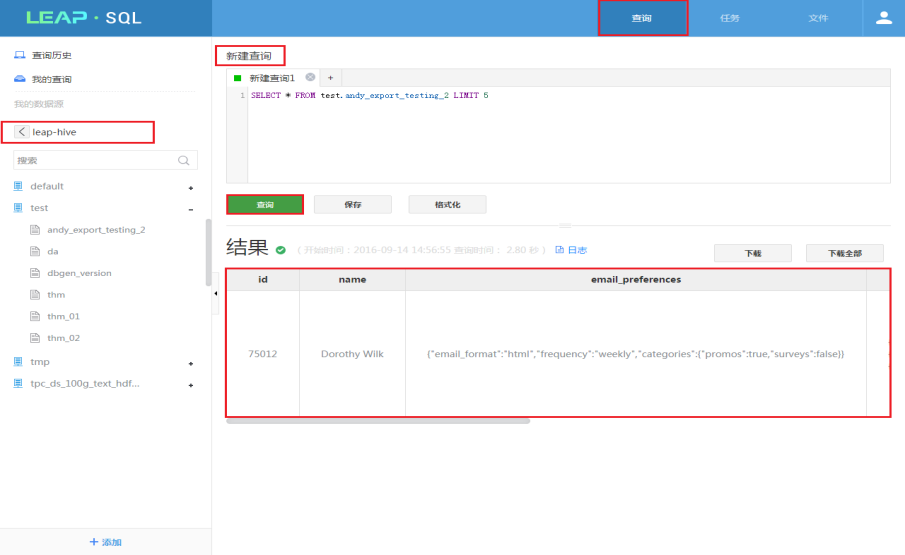 LEAP · SQL
查询
任务
文件
查询历史
我的查询
我的数据源
leap-hive
搜索
default
test
andy_export_testing_2
da
dbgen_version
thm
thm_01
thm_02
tmp
tpc_ds_100g_text_hdf...
+ 添加
新建查询
新建查询1 +
1 SELECT * FROM test.andy_export_testing_2 LIMIT 5
查询 保存 格式化
结果 (开始时间：2016-09-14 14:56:55 查询时间： 2.80 秒 ) 日志
下载 下载全部
id name email_preferences
75012 Dorothy Wilk {"email_format":"html","frequency":"weekly","categories":{"promos":true,"surveys":false}}